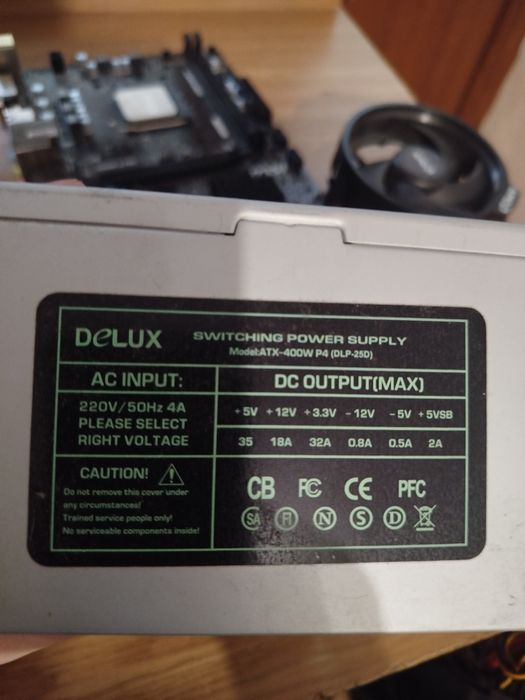 DeLUX
SWITCHING POWER SUPPLY
Model:ATX-400W P4 (DLP-25D)
AC INPUT:
DC OUTPUT(MAX)
220V/50Hz 4A
PLEASE SELECT
RIGHT VOLTAGE
+5V +12V +3.3V -12V -5V +5VSB
35 18A 32A 0.8A 0.5A 2A
CAUTION!
Do not remove this cover under
any circumstances!
Trained service people only!
No serviceable components inside!
CB FC CE PFC
SA FI N S D